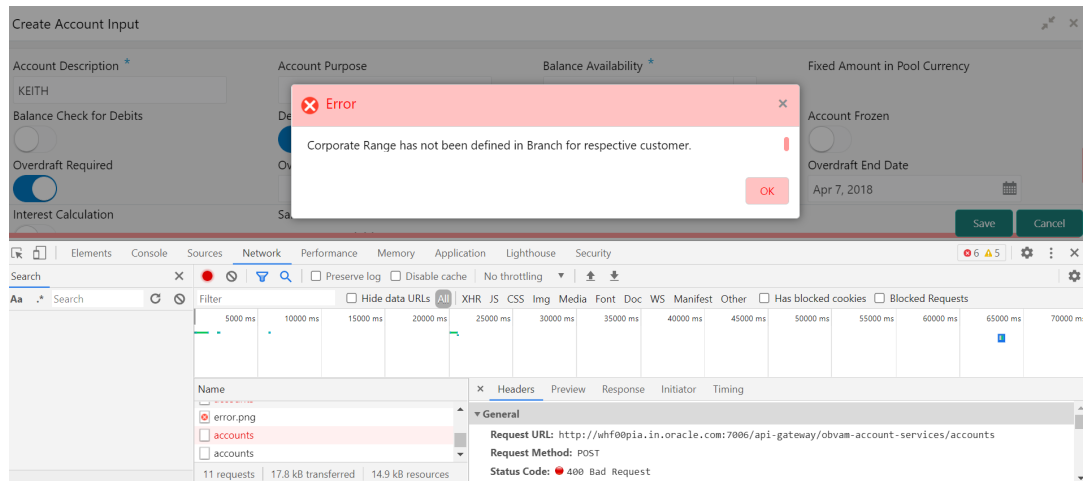 Create Account Input
Account Description *
Account Purpose
Balance Availability *
Fixed Amount in Pool Currency
KEITH
Error
Balance Check for Debits
De
Account Frozen
Corporate Range has not been defined in Branch for respective customer.
Overdraft Required
Ov
Overdraft End Date
OK
Apr 7, 2018
Interest Calculation
Sa
Save
Cancel
Elements Console Sources Network Performance Memory Application Lighthouse Security
6 5
Search
Preserve log Disable cache No throttling
Aa .* Search
Filter
Hide data URLs All XHR JS CSS Img Media Font Doc WS Manifest Other Has blocked cookies Blocked Requests
5000 ms 10000 ms 15000 ms 20000 ms 25000 ms 30000 ms 35000 ms 40000 ms 45000 ms 50000 ms 55000 ms 60000 ms 65000 ms 70000 m
Name
Headers Preview Response Initiator Timing
error.png
accounts
accounts
11 requests 17.8 kB transferred 14.9 kB resources
General
Request URL: http://whf00pia.in.oracle.com:7006/api-gateway/obvam-account-services/accounts
Request Method: POST
Status Code: 400 Bad Request